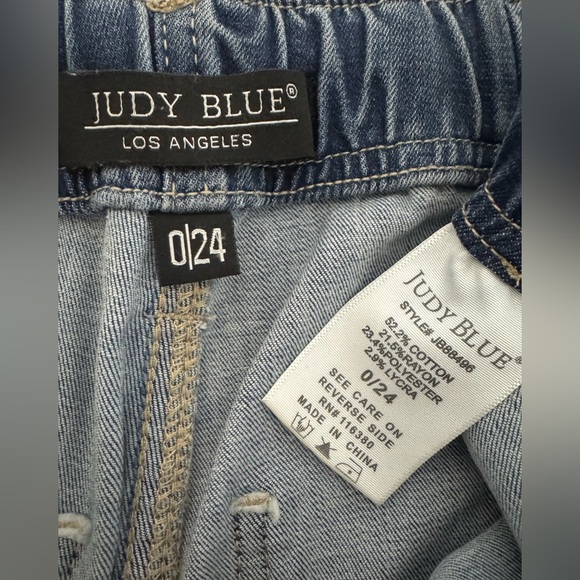 JUDY BLUE®
LOS ANGELES
0|24
JUDY BLUE®
STYLE# JB88496
52.2% COTTON
21.5%RAYON
23.4%POLYESTER
2.9% LYCRA
0/24
SEE CARE ON
REVERSE SIDE
RN# 116380
MADE IN CHINA